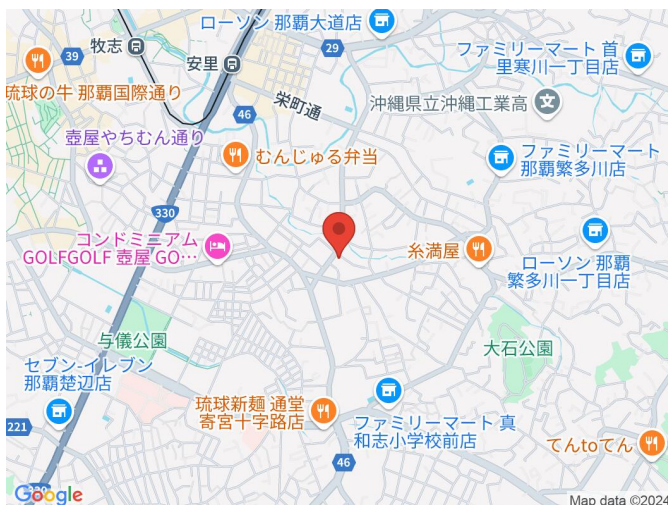 ローソン 那覇大道店
29
牧志
39
安里
ファミリーマート 首
里寒川一丁目店
琉球の牛 那覇国際通り
46
栄町通
沖縄県立沖縄工業高
壺屋やちむん通り
むんじゅる弁当
ファミリーマート
那覇繁多川店
330
コンドミニアム
GOLFGOLF 壺屋 GO…
糸満屋
ローソン 那覇
繁多川一丁目店
与儀公園
大石公園
セブン-イレブン
那覇楚辺店
221
琉球新麺 通堂
寄宮十字路店
ファミリーマート 真
和志小学校前店
てんtoてん
46
330
Google
Map data ©2024